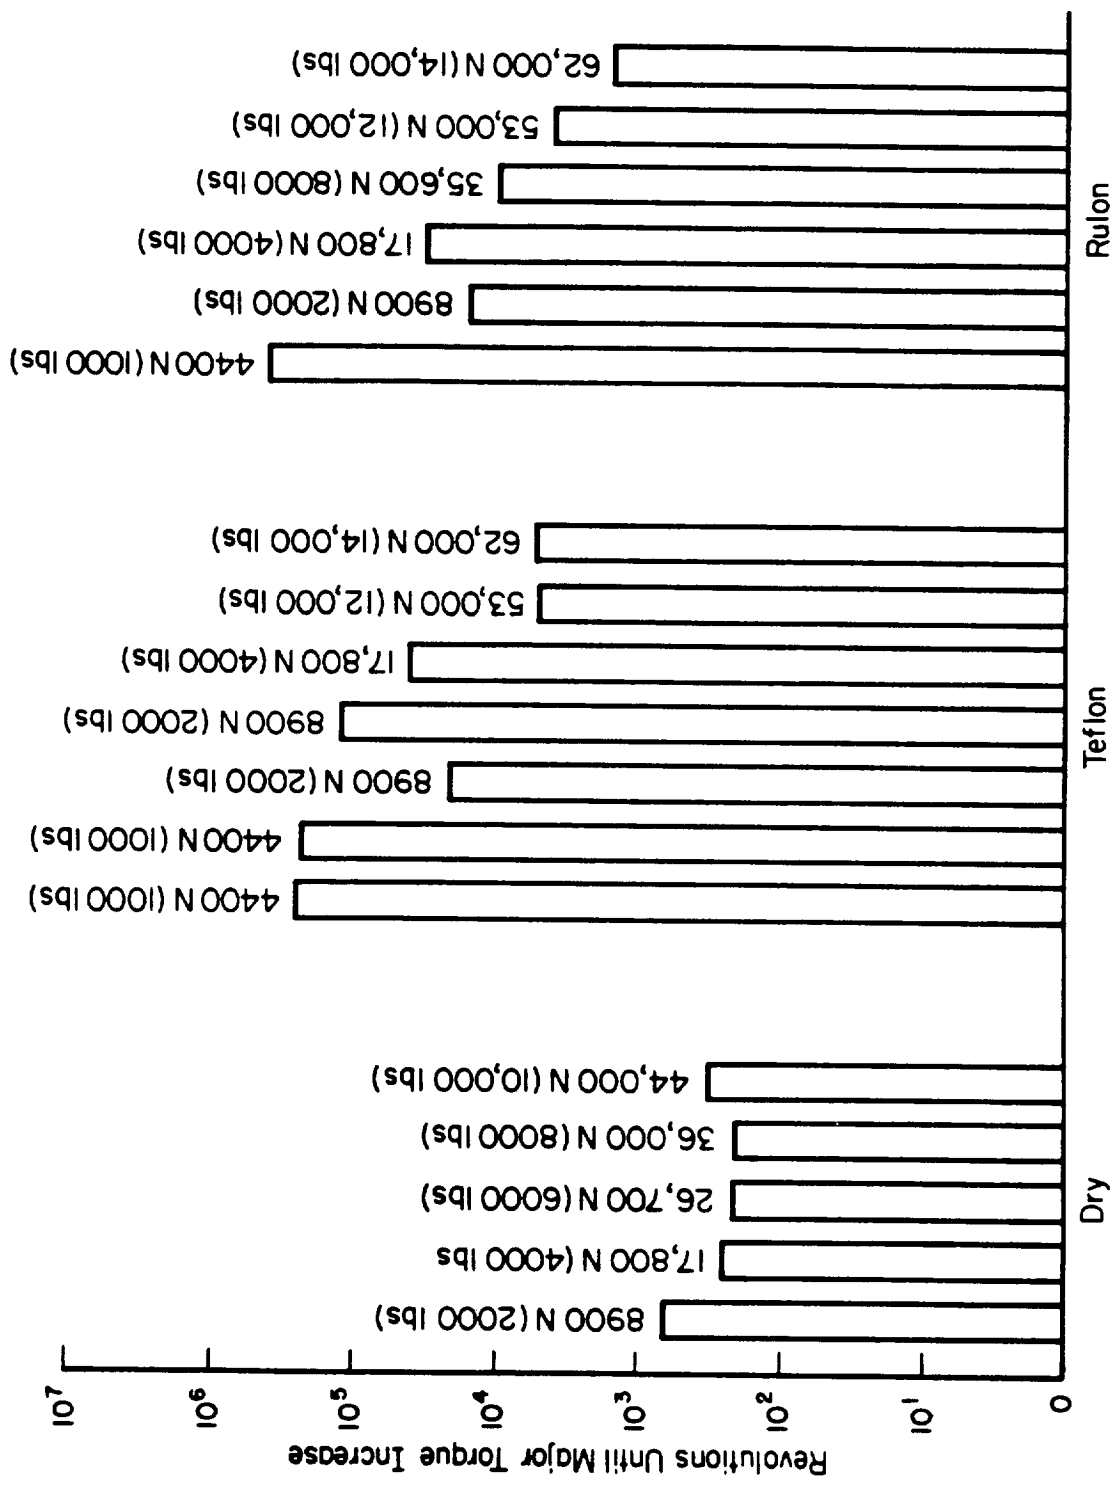 Revolutions Until Major Torque Increase
10⁷
10⁶
10⁵
10⁴
10³
10²
10¹
0
8900 N (2000 lbs)
17,800 N (4000 lbs
26,700 N (6000 lbs)
36,000 N (8000 lbs)
44,000 N (10,000 lbs)
Dry
4400 N (1000 lbs)
4400 N (1000 lbs)
8900 N (2000 lbs)
8900 N (2000 lbs)
17,800 N (4000 lbs)
53,000 N (12,000 lbs)
62,000 N (14,000 lbs)
Teflon
4400 N (1000 lbs)
8900 N (2000 lbs)
17,800 N (4000 lbs)
35,600 N (8000 lbs)
53,000 N (12,000 lbs)
62,000 N (14,000 lbs)
Rulon